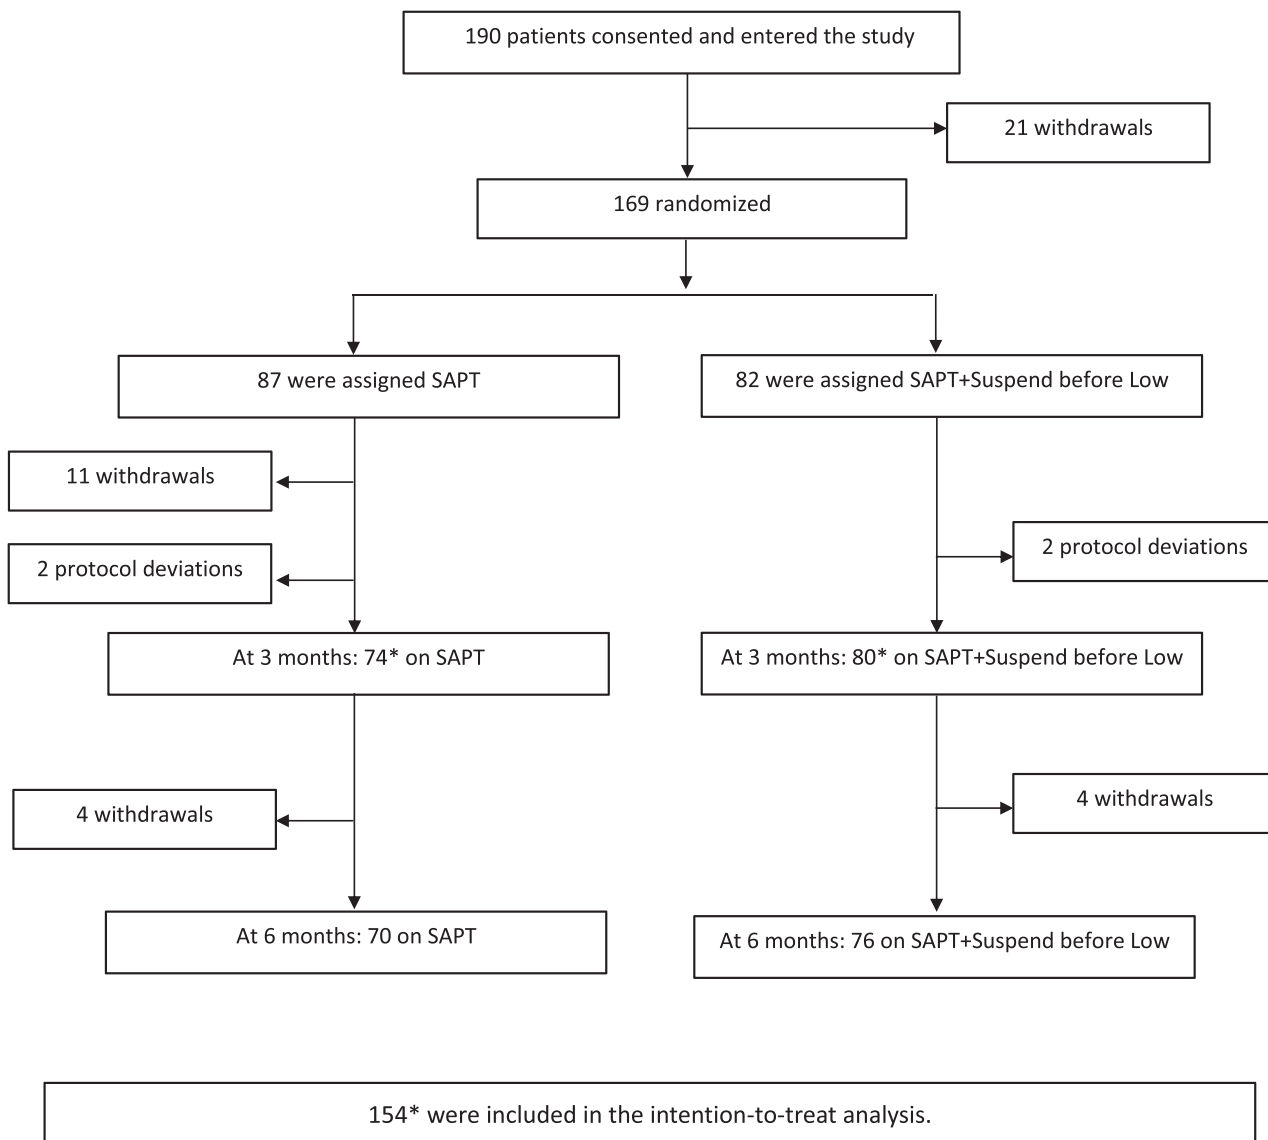 190 patients consented and entered the study
21 withdrawals
169 randomized
87 were assigned SAPT
82 were assigned SAPT+Suspend before Low
11 withdrawals
2 protocol deviations
2 protocol deviations
At 3 months: 74* on SAPT
At 3 months: 80* on SAPT+Suspend before Low
4 withdrawals
4 withdrawals
At 6 months: 70 on SAPT
At 6 months: 76 on SAPT+Suspend before Low
154* were included in the intention-to-treat analysis.